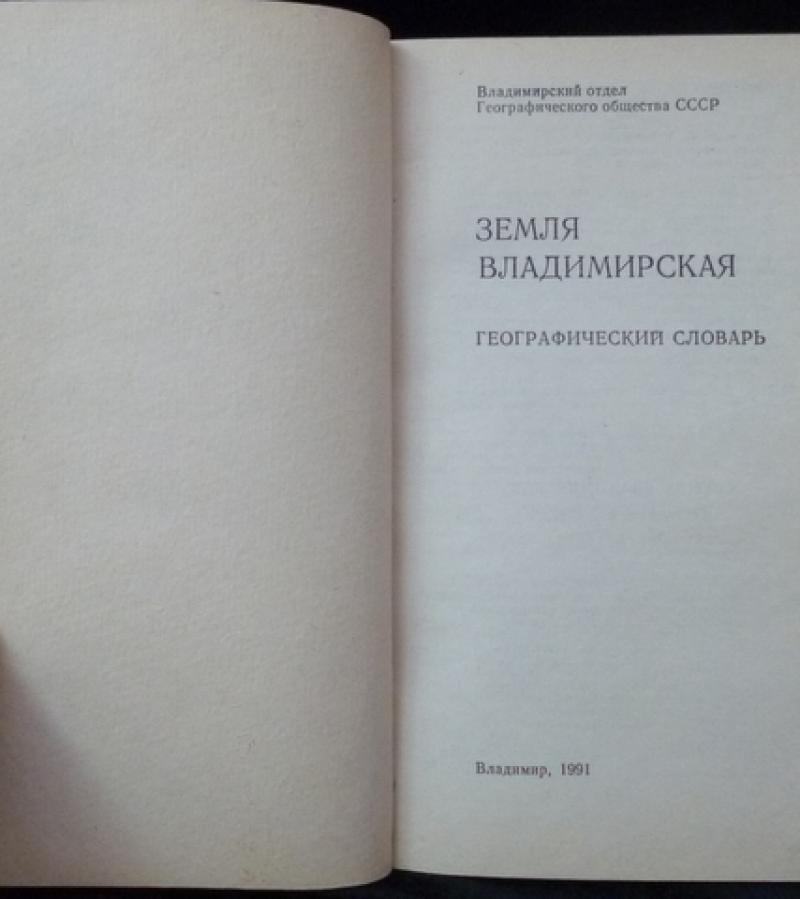 Владимирский отдел
Географического общества СССР
ЗЕМЛЯ
ВЛАДИМИРСКАЯ
ГЕОГРАФИЧЕСКИЙ СЛОВАРЬ
Владимир, 1991